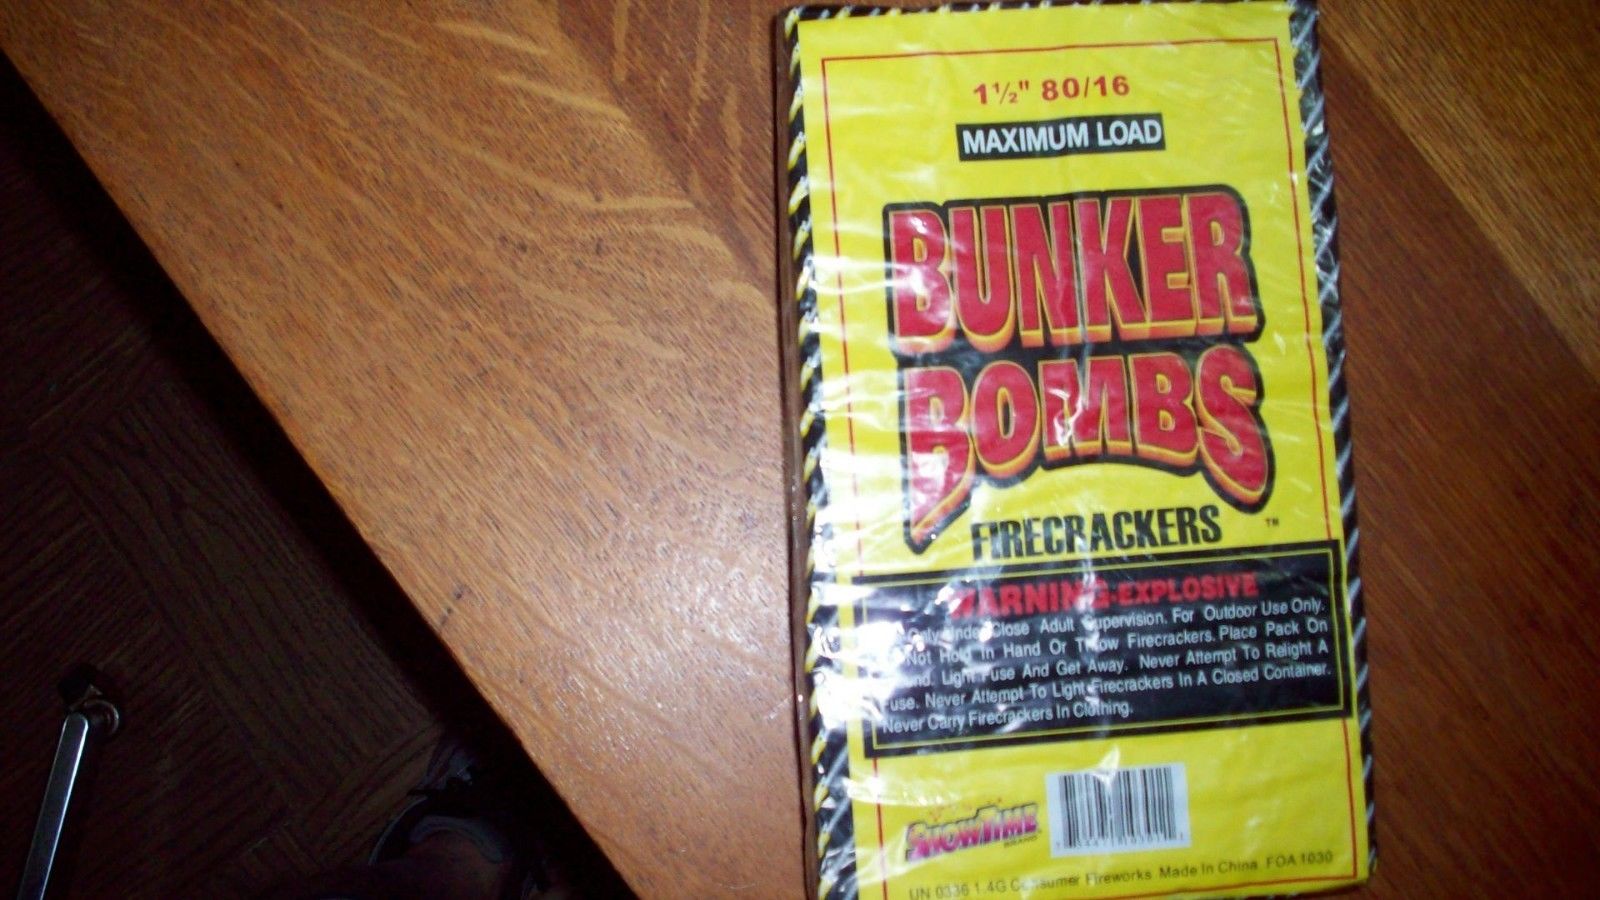 1½" 80/16
MAXIMUM LOAD
BUNKER
BOMBS
FIRECRACKERS ™
WARNING-EXPLOSIVE
Only Under Close Adult Supervision. For Outdoor Use Only.
Not Hold In Hand Or Throw Firecrackers. Place Pack On
Light Fuse And Get Away. Never Attempt To Relight A
Fuse. Never Attempt To Light Firecrackers In A Closed Container.
Never Carry Firecrackers In Clothing.
SHOWTIME
BRAND
UN 0336 1.4G Consumer Fireworks Made In China FOA 1030